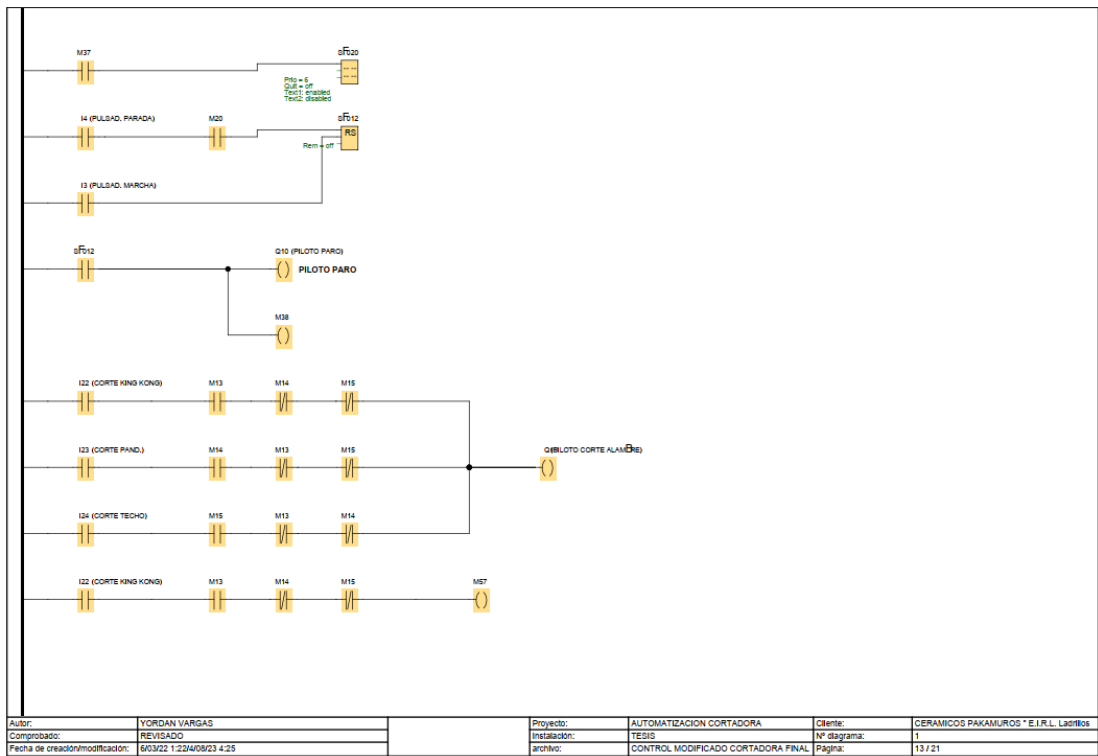 M37
SF020
Prio = 6
Quit = off
Text1: enabled
Text2: disabled
I4 (PULSAD. PARADA) M20 SF012
RS
Rem = off
I3 (PULSAD. MARCHA)
SF012 Q10 (PILOTO PARO)
PILOTO PARO
M38
I22 (CORTE KING KONG) M13 M14 M15
I23 (CORTE PAND.) M14 M13 M15
(PILOTO CORTE ALAMBRE)
I24 (CORTE TECHO) M15 M13 M14
I22 (CORTE KING KONG) M13 M14 M15 M57
Autor: YORDAN VARGAS Proyecto: AUTOMATIZACION CORTADORA Cliente: CERAMICOS PAKAMUROS " E.I.R.L. Ladrillos
Comprobado: REVISADO Instalación: TESIS Nº diagrama: 1
Fecha de creación/modificación: 6/03/22 1:22/4/08/23 4:25 archivo: CONTROL MODIFICADO CORTADORA FINAL Página: 13 / 21